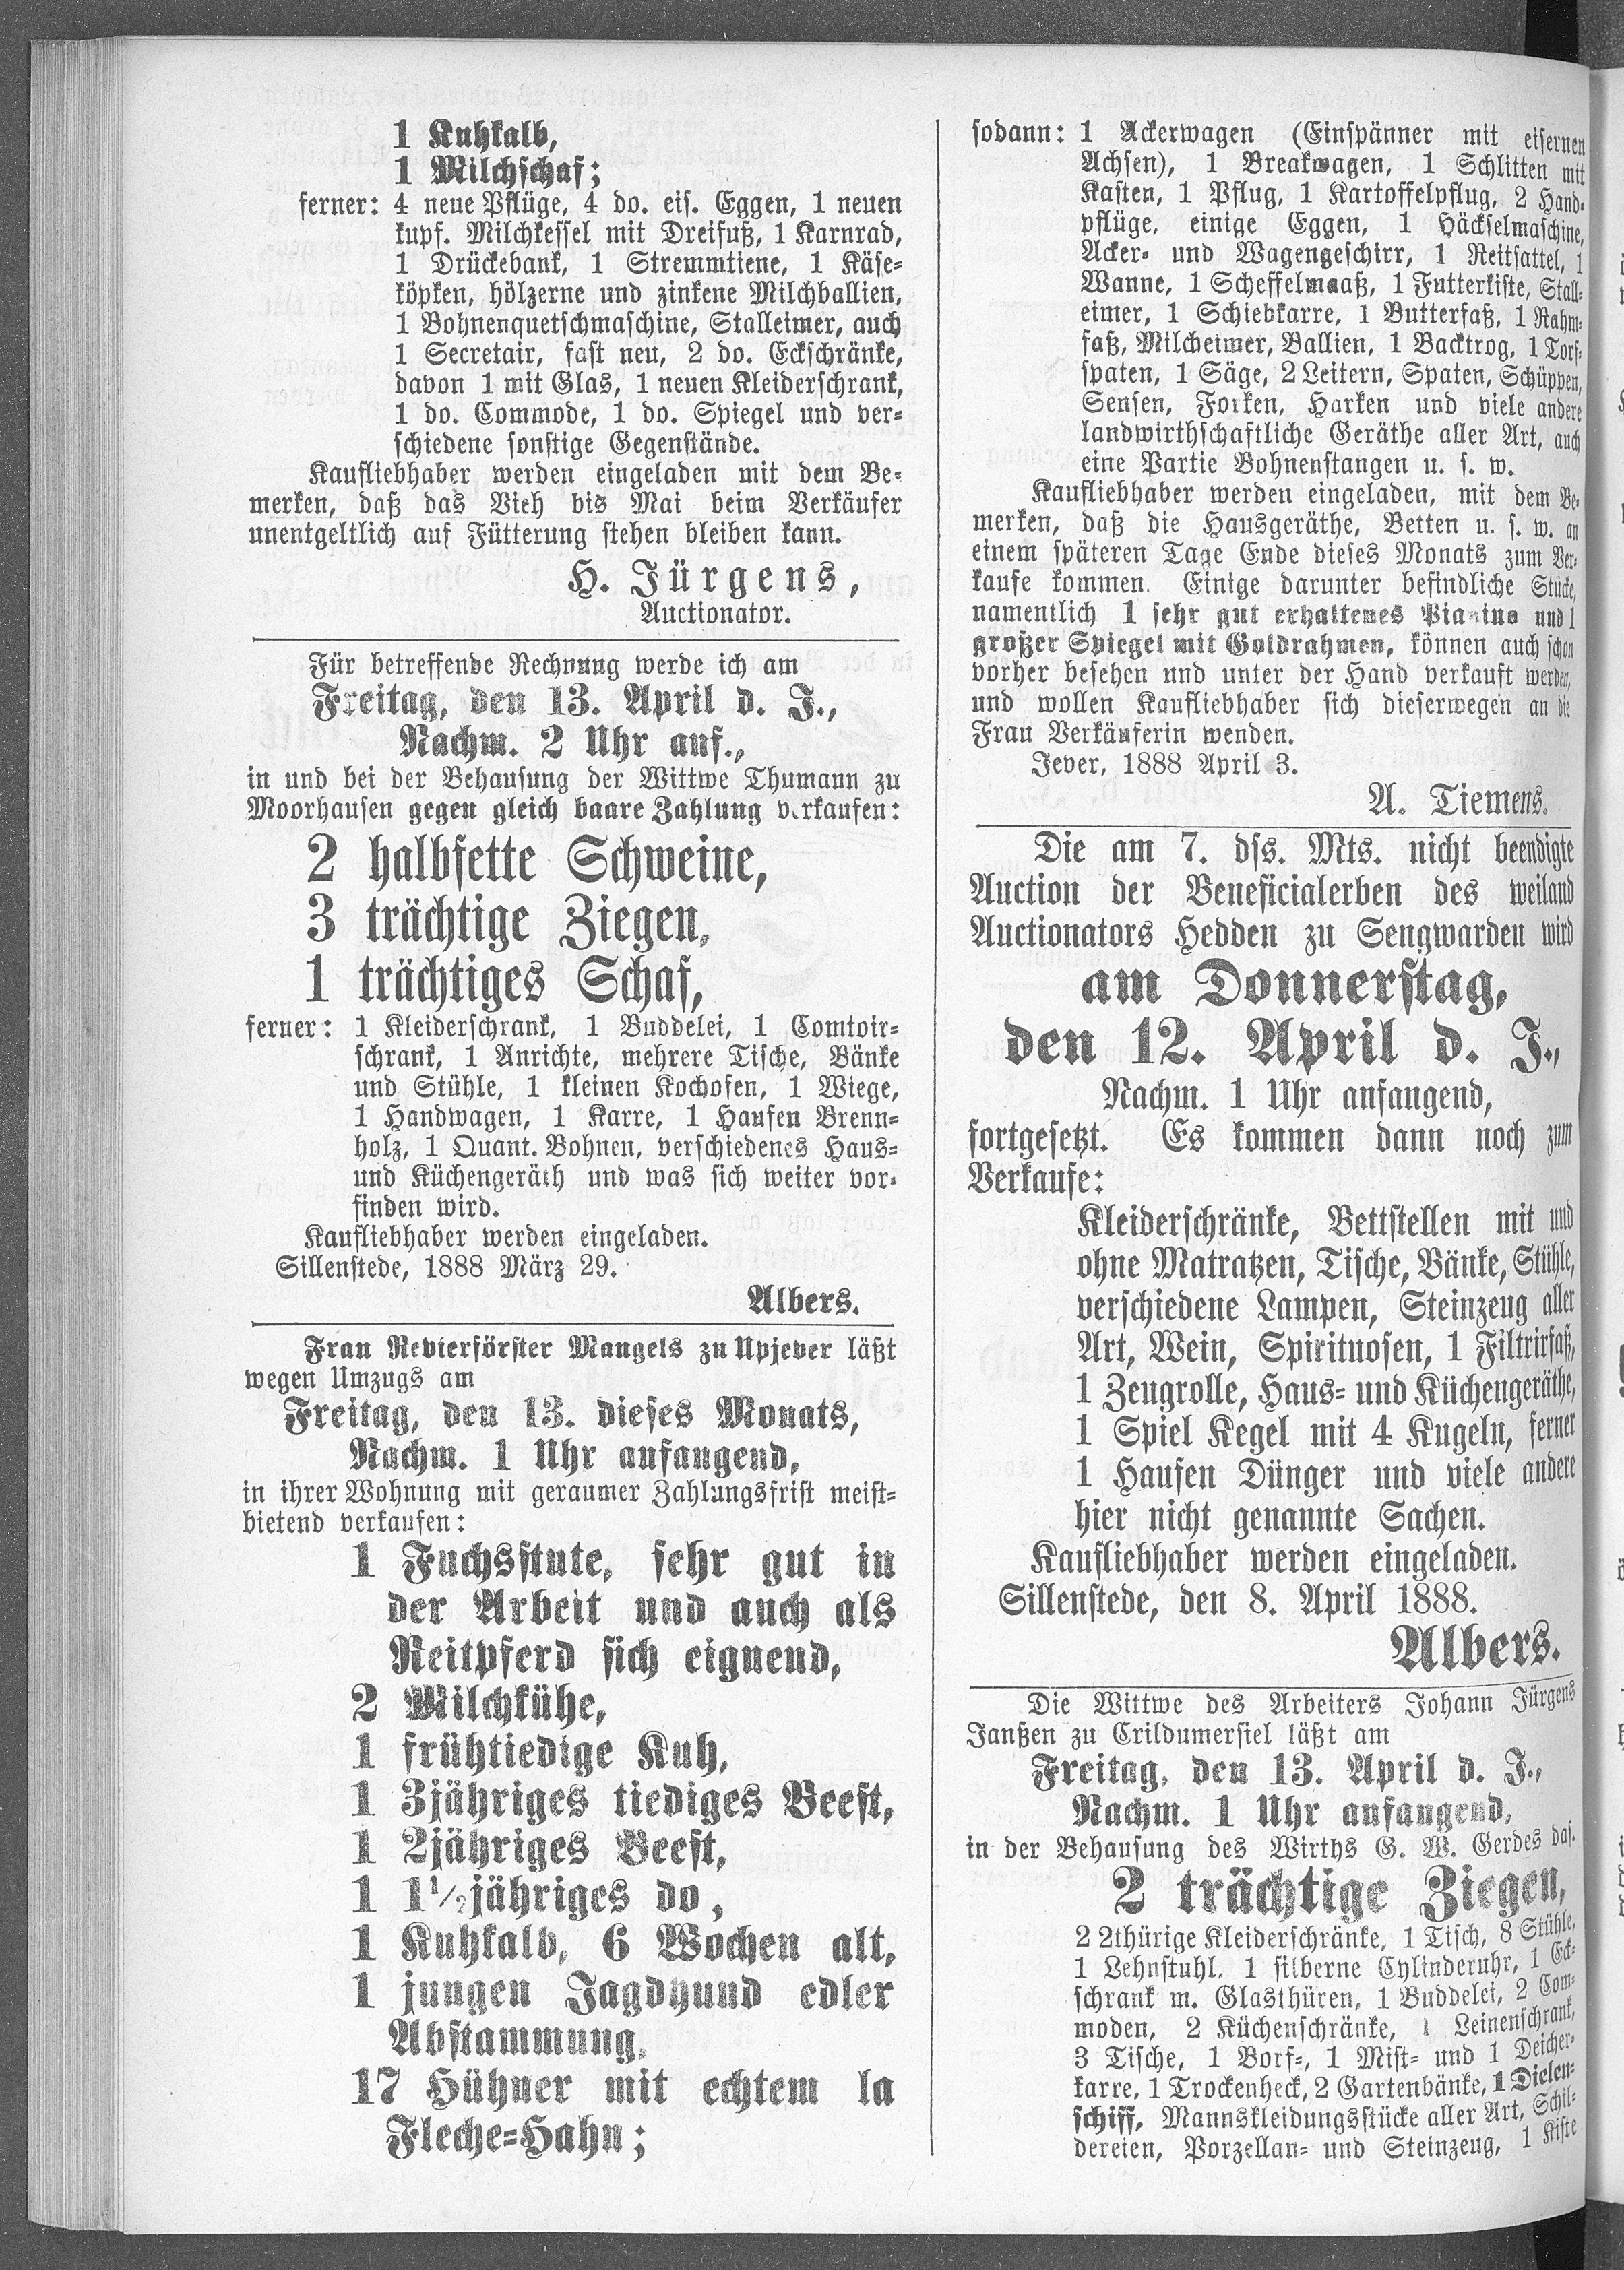 1 Kuhkalb,
1 Milchschaf;
ferner: 4 neue Pflüge, 4 do. eis. Eggen, 1 neuen
kupf. Milchkessel mit Dreifuß, 1 Karnrad,
1 Drückebank, 1 Stremmtiene, 1 Käse-
köpken, hölzerne und zinkene Milchballien,
1 Bohnenquetschmaschine, Stalleimer, auch
1 Secretair, fast neu, 2 do. Eckschränke,
davon 1 mit Glas, 1 neuen Kleiderschrank,
1 do. Commode, 1 do. Spiegel und ver-
schiedene sonstige Gegenstände.
Kaufliebhaber werden eingeladen mit dem Be-
merken, daß das Vieh bis Mai beim Verkäufer
unentgeltlich auf Fütterung stehen bleiben kann.
H. Jürgens,
Auctionator.
Für betreffende Rechnung werde ich am
Freitag, den 13. April d. J.,
Nachm. 2 Uhr auf.,
in und bei der Behausung der Wittwe Thumann zu
Moorhausen gegen gleich baare Zahlung verkaufen:
2 halbfette Schweine,
3 trächtige Ziegen,
1 trächtiges Schaf,
ferner: 1 Kleiderschrank, 1 Buddelei, 1 Comtoir-
schrank, 1 Anrichte, mehrere Tische, Bänke
und Stühle, 1 kleinen Kochofen, 1 Wiege,
1 Handwagen, 1 Karre, 1 Haufen Brenn-
holz, 1 Quant. Bohnen, verschiedenes Haus-
und Küchengeräth und was sich weiter vor-
finden wird.
Kaufliebhaber werden eingeladen.
Sillenstede, 1888 März 29.
Albers.
Frau Revierförster Mangels zu Upjever läßt
wegen Umzugs am
Freitag, den 13. dieses Monats,
Nachm. 1 Uhr anfangend,
in ihrer Wohnung mit geraumer Zahlungsfrist meist-
bietend verkaufen:
1 Fuchsstute, sehr gut in
der Arbeit und auch als
Reitpferd sich eignend,
2 Milchkühe,
1 frühtiedige Kuh,
1 3jähriges tiediges Beest,
1 2jähriges Beest,
1 1½jähriges do,
1 Kuhkalb, 6 Wochen alt,
1 jungen Jagdhund edler
Abstammung,
17 Hühner mit echtem la
Fleche-Hahn;
sodann: 1 Ackerwagen (Einspänner mit eisernen
Achsen), 1 Breakwagen, 1 Schlitten mit
Kasten, 1 Pflug, 1 Kartoffelpflug, 2 Hand-
pflüge, einige Eggen, 1 Häckselmaschine,
Acker- und Wagengeschirr, 1 Reitsattel, 1
Wanne, 1 Scheffelmaaß, 1 Futterkiste, Stall-
eimer, 1 Schiebkarre, 1 Butterfaß, 1 Rahm-
faß, Milcheimer, Ballien, 1 Backtrog, 1 Torf-
spaten, 1 Säge, 2 Leitern, Spaten, Schüppen,
Sensen, Forken, Harken und viele andere
landwirthschaftliche Geräthe aller Art, auch
eine Partie Bohnenstangen u. s. w.
Kaufliebhaber werden eingeladen, mit dem Be-
merken, daß die Hausgeräthe, Betten u. s. w. an
einem späteren Tage Ende dieses Monats zum Ver-
kaufe kommen. Einige darunter befindliche Stücke,
namentlich 1 sehr gut erhaltenes Pianino und 1
großer Spiegel mit Goldrahmen, können auch schon
vorher besehen und unter der Hand verkauft werden,
und wollen Kaufliebhaber sich dieserwegen an die
Frau Verkäuferin wenden.
Jever, 1888 April 3.
A. Tiemens.
Die am 7. dss. Mts. nicht beendigte
Auction der Beneficialerben des weiland
Auctionators Hedden zu Sengwarden wird
am Donnerstag,
den 12. April d. J.,
Nachm. 1 Uhr anfangend,
fortgesetzt. Es kommen dann noch zum
Verkaufe:
Kleiderschränke, Bettstellen mit und
ohne Matratzen, Tische, Bänke, Stühle,
verschiedene Lampen, Steinzeug aller
Art, Wein, Spirituosen, 1 Filtrirfaß,
1 Zeugrolle, Haus- und Küchengeräthe,
1 Spiel Kegel mit 4 Kugeln, ferner
1 Haufen Dünger und viele andere
hier nicht genannte Sachen.
Kaufliebhaber werden eingeladen.
Sillenstede, den 8. April 1888.
Albers.
Die Wittwe des Arbeiters Johann Jürgens
Janßen zu Crildumersiel läßt am
Freitag, den 13. April d. J.,
Nachm. 1 Uhr anfangend,
in der Behausung des Wirths G. W. Gerdes das.
2 trächtige Ziegen,
2 2thürige Kleiderschränke, 1 Tisch, 8 Stühle,
1 Lehnstuhl, 1 silberne Cylinderuhr, 1 Eck-
schrank m. Glasthüren, 1 Buddelei, 2 Com-
moden, 2 Küchenschränke, 1 Leinenschrank,
3 Tische, 1 Borf-, 1 Mist- und 1 Deicher-
karre, 1 Trockenheck, 2 Gartenbänke, 1 Dielen-
schiff, Mannskleidungsstücke aller Art, Schil-
dereien, Porzellan- und Steinzeug, 1 Kiste